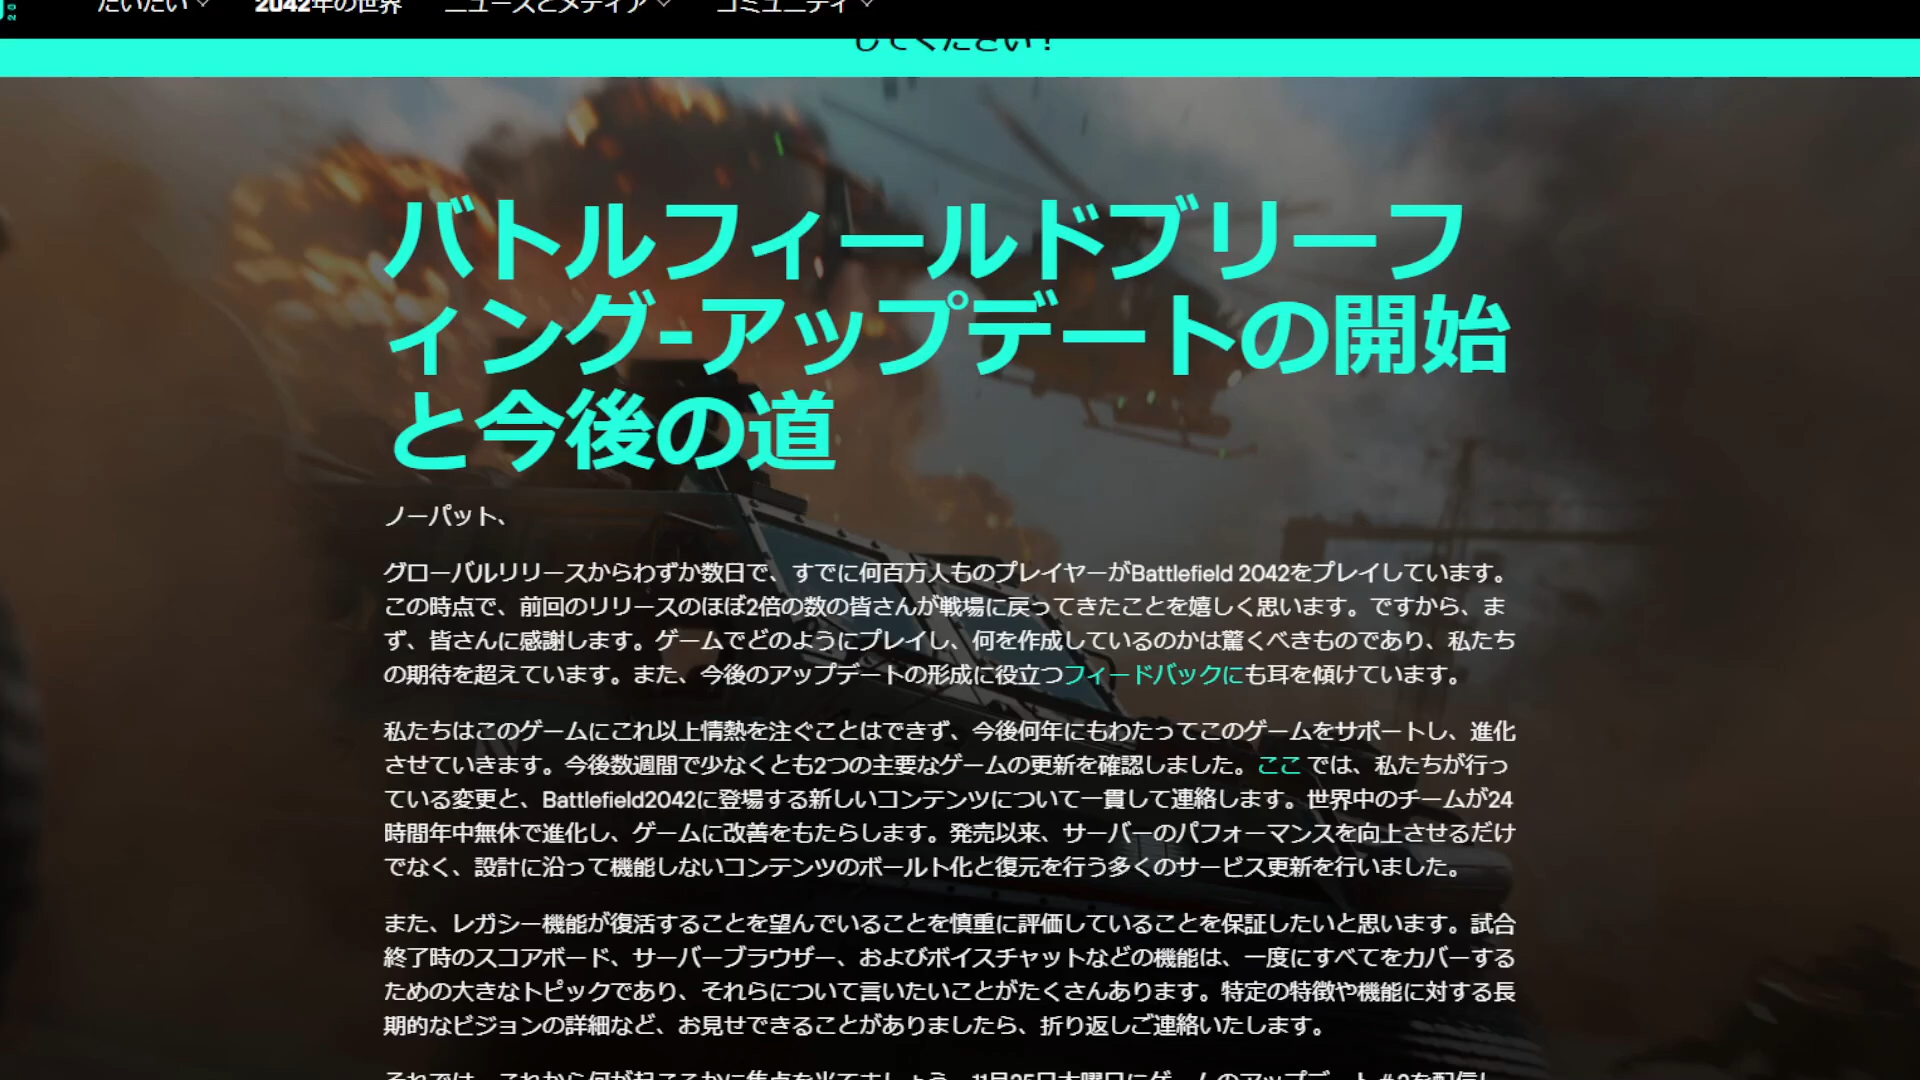 だいたい
2042年の世界
ニュースとメディア
コミュニティ
してください！
バトルフィールドブリーフ
ィング-アップデートの開始
と今後の道
ノーパット、
グローバルリリースからわずか数日で、すでに何百万人ものプレイヤーがBattlefield 2042をプレイしています。
この時点で、前回のリリースのほぼ2倍の数の皆さんが戦場に戻ってきたことを嬉しく思います。ですから、ま
ず、皆さんに感謝します。ゲームでどのようにプレイし、何を作成しているのかは驚くべきものであり、私たち
の期待を超えています。また、今後のアップデートの形成に役立つフィードバックにも耳を傾けています。
私たちはこのゲームにこれ以上情熱を注ぐことはできず、今後何年にもわたってこのゲームをサポートし、進化
させていきます。今後数週間で少なくとも2つの主要なゲームの更新を確認しました。ここ では、私たちが行っ
ている変更と、Battlefield2042に登場する新しいコンテンツについて一貫して連絡します。世界中のチームが24
時間年中無休で進化し、ゲームに改善をもたらします。発売以来、サーバーのパフォーマンスを向上させるだけ
でなく、設計に沿って機能しないコンテンツのボールト化と復元を行う多くのサービス更新を行いました。
また、レガシー機能が復活することを望んでいることを慎重に評価していることを保証したいと思います。試合
終了時のスコアボード、サーバーブラウザー、およびボイスチャットなどの機能は、一度にすべてをカバーする
ための大きなトピックであり、それらについて言いたいことがたくさんあります。特定の特徴や機能に対する長
期的なビジョンの詳細など、お見せできることがありましたら、折り返しご連絡いたします。